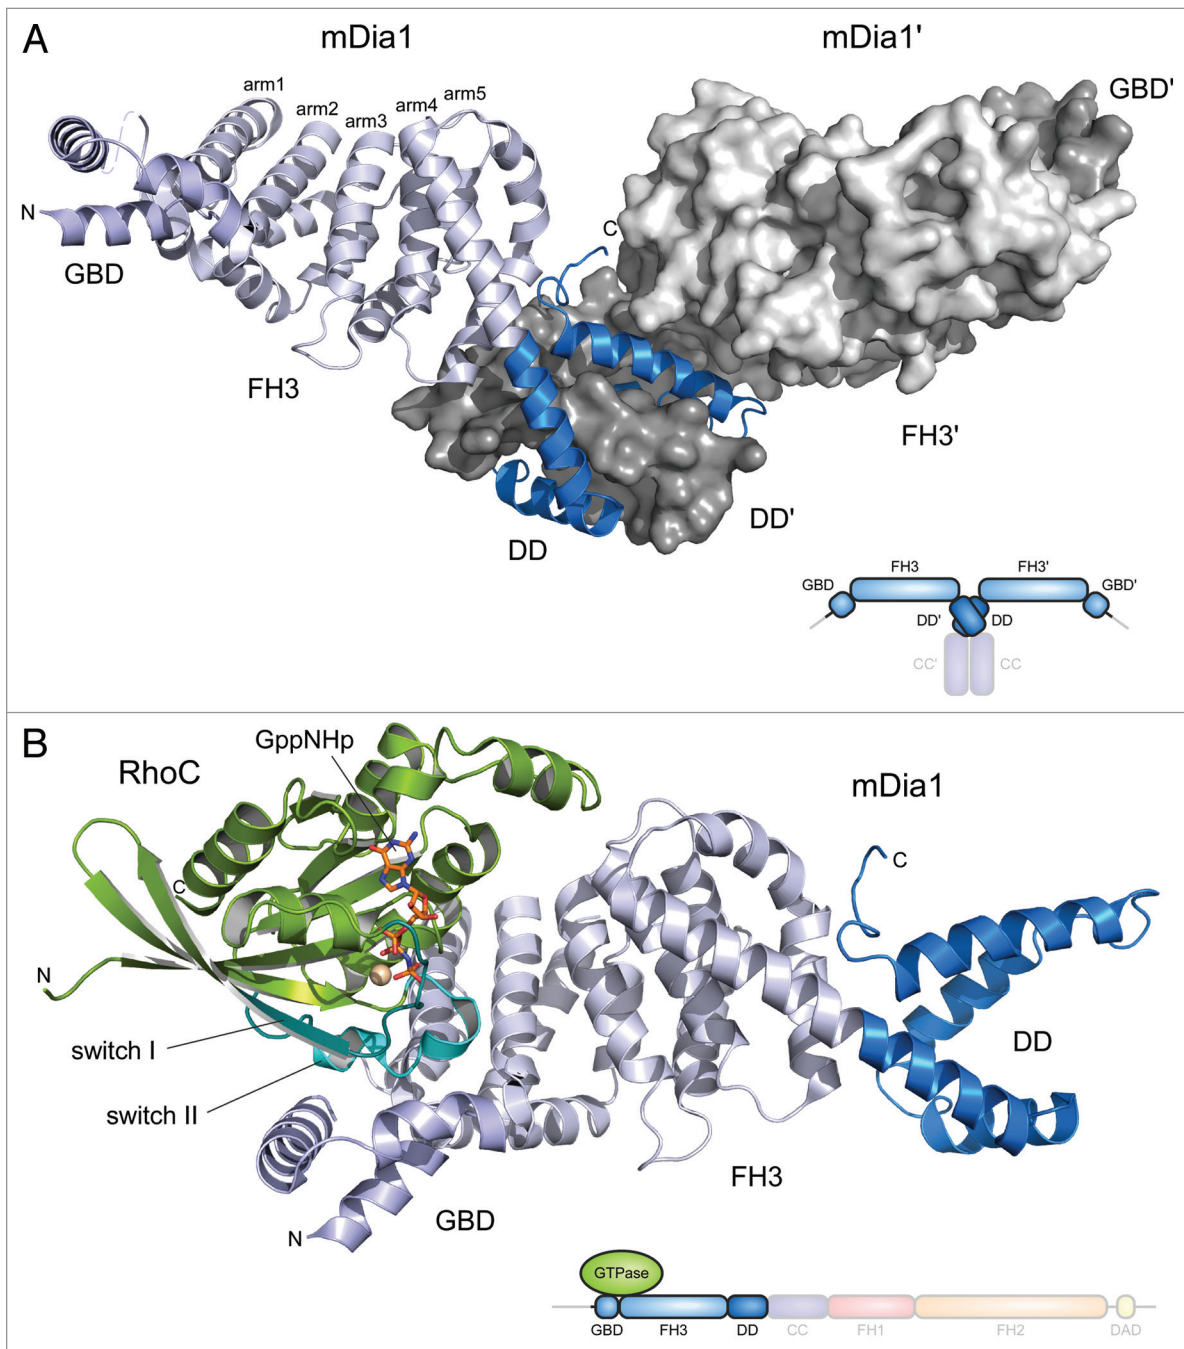 A
mDia1
mDia1'
GBD'
arm1
arm2
arm3
arm4
arm5
N
GBD
C
FH3
FH3'
DD'
DD
GBD
FH3
FH3'
GBD'
DD'
DD
CC'
CC
B
GppNHp
RhoC
mDia1
C
C
N
DD
switch I
switch II
FH3
GBD
N
GTPase
GBD
FH3
DD
CC
FH1
FH2
DAD